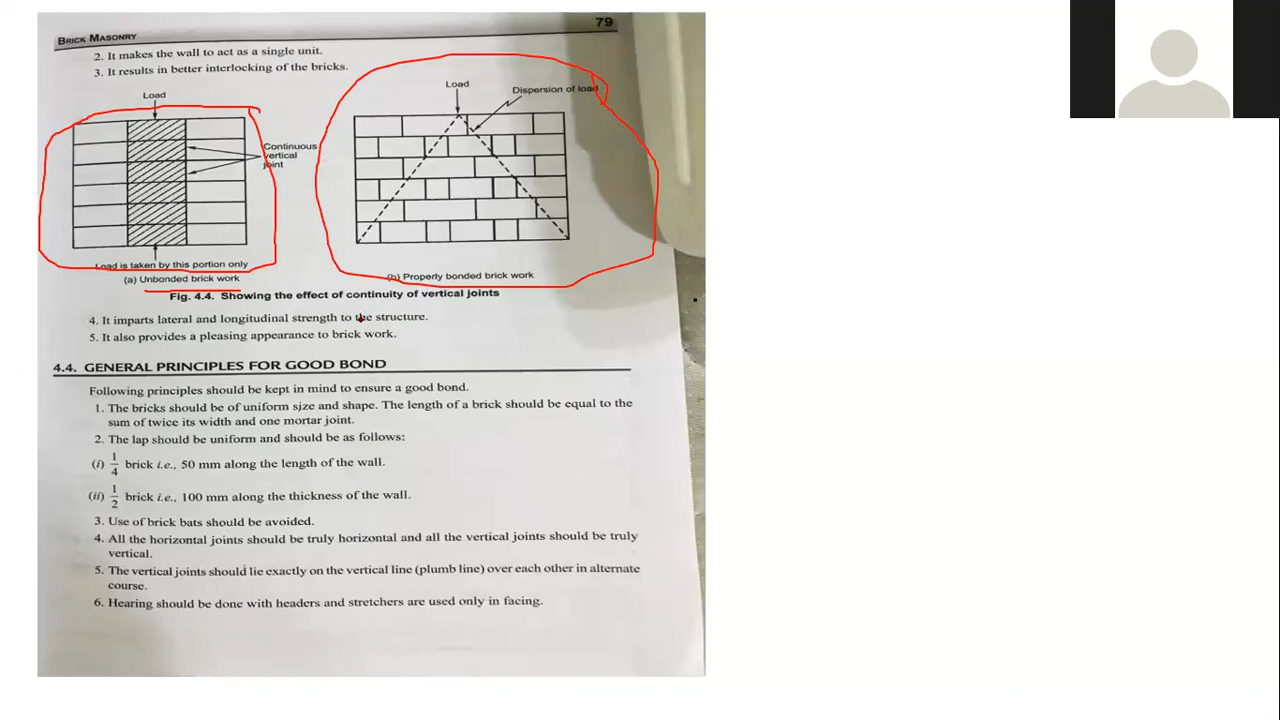 79
BRICK MASONRY
2. It makes the wall to act as a single unit.
3. It results in better interlocking of the bricks.
Load
Continuous
vertical
joint
Load is taken by this portion only
(a) Unbonded brick work
Load
Dispersion of load
(b) Properly bonded brick work
Fig. 4.4. Showing the effect of continuity of vertical joints
4. It imparts lateral and longitudinal strength to the structure.
5. It also provides a pleasing appearance to brick work.
4.4. GENERAL PRINCIPLES FOR GOOD BOND
Following principles should be kept in mind to ensure a good bond.
1. The bricks should be of uniform size and shape. The length of a brick should be equal to the
sum of twice its width and one mortar joint.
2. The lap should be uniform and should be as follows:
(i) 1/4 brick i.e., 50 mm along the length of the wall.
(ii) 1/2 brick i.e., 100 mm along the thickness of the wall.
3. Use of brick bats should be avoided.
4. All the horizontal joints should be truly horizontal and all the vertical joints should be truly
vertical.
5. The vertical joints should lie exactly on the vertical line (plumb line) over each other in alternate
course.
6. Hearing should be done with headers and stretchers are used only in facing.